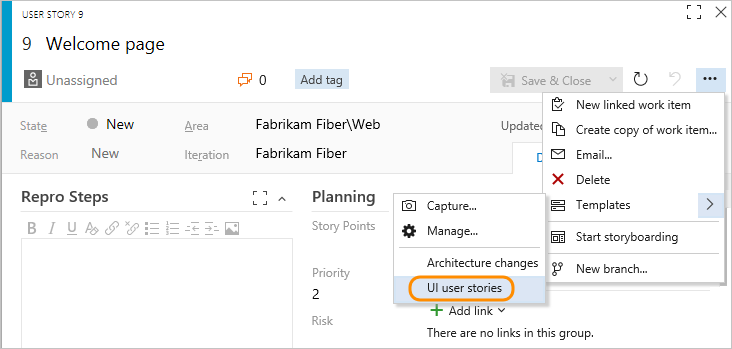 USER STORY 9
9 Welcome page
Unassigned
0
Add tag
Save & Close
State
New
Area
Fabrikam Fiber\Web
Updated
Reason
New
Iteration
Fabrikam Fiber
D
New linked work item
Create copy of work item...
Email...
Delete
Templates
Start storyboarding
New branch...
Capture...
Manage...
Architecture changes
UI user stories
Repro Steps
B I U
Planning
Story Points
Priority
2
Risk
Add link
There are no links in this group.